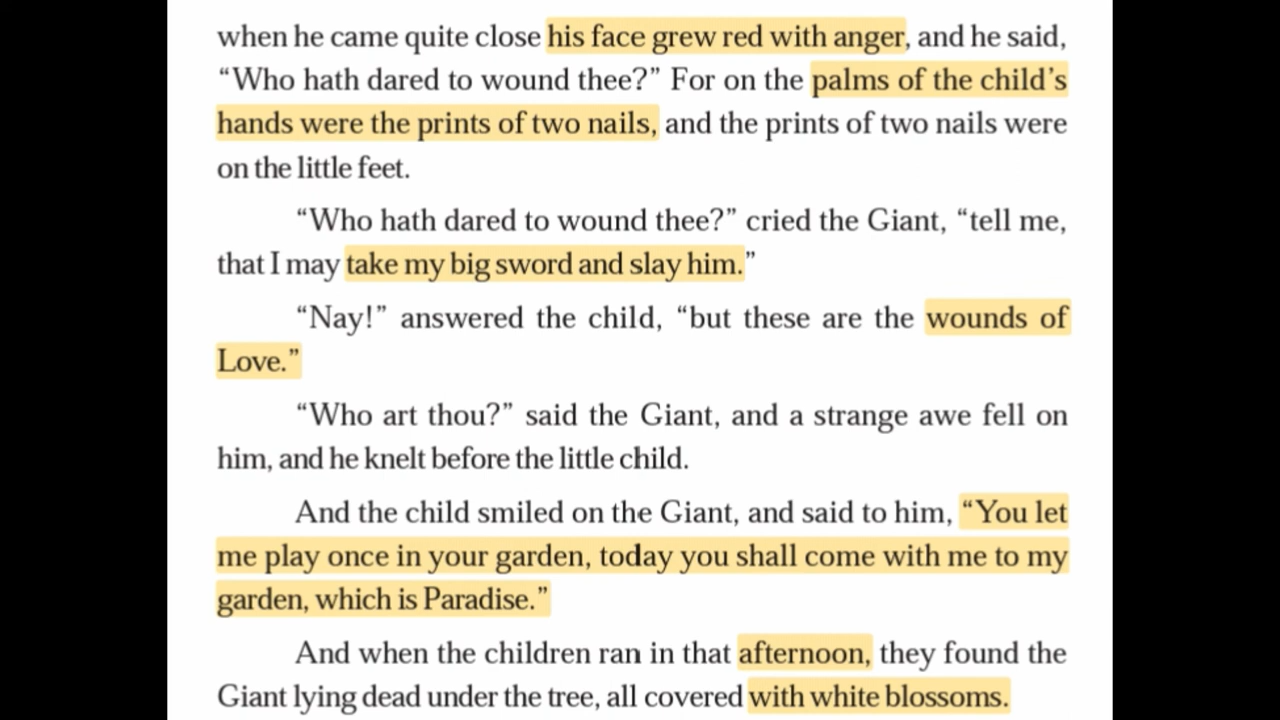 when he came quite close his face grew red with anger, and he said,
“Who hath dared to wound thee?” For on the palms of the child’s
hands were the prints of two nails, and the prints of two nails were
on the little feet.
“Who hath dared to wound thee?” cried the Giant, “tell me,
that I may take my big sword and slay him.”
“Nay!” answered the child, “but these are the wounds of
Love.”
“Who art thou?” said the Giant, and a strange awe fell on
him, and he knelt before the little child.
And the child smiled on the Giant, and said to him, “You let
me play once in your garden, today you shall come with me to my
garden, which is Paradise.”
And when the children ran in that afternoon, they found the
Giant lying dead under the tree, all covered with white blossoms.